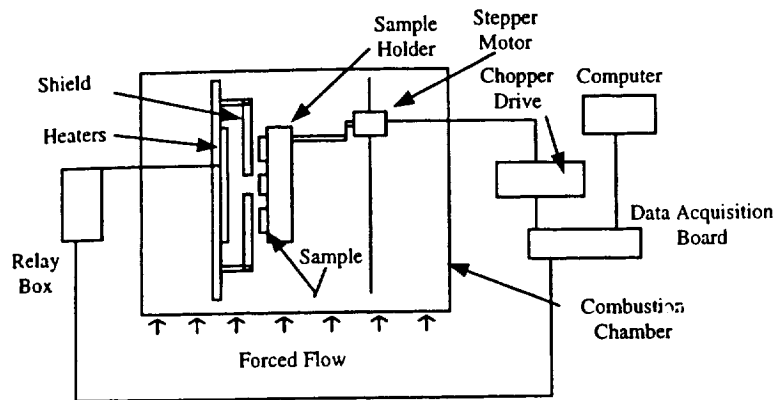 Stepper
Motor
Sample
Holder
Chopper
Drive
Computer
Shield
Heaters
Data Acquisition
Board
Relay
Box
Sample
Combustion
Chamber
Forced Flow